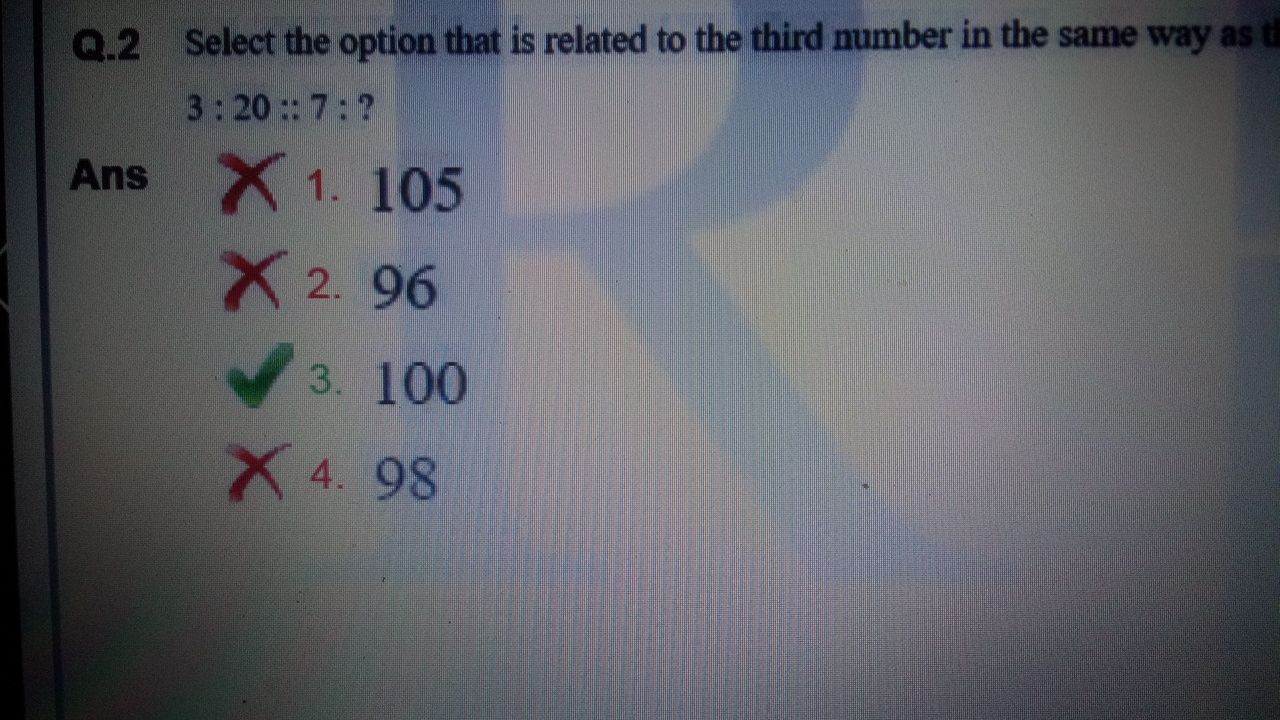 Q.2 Select the option that is related to the third number in the same way as
3 : 20 :: 7 : ?
Ans
1. 105
2. 96
3. 100
4. 98